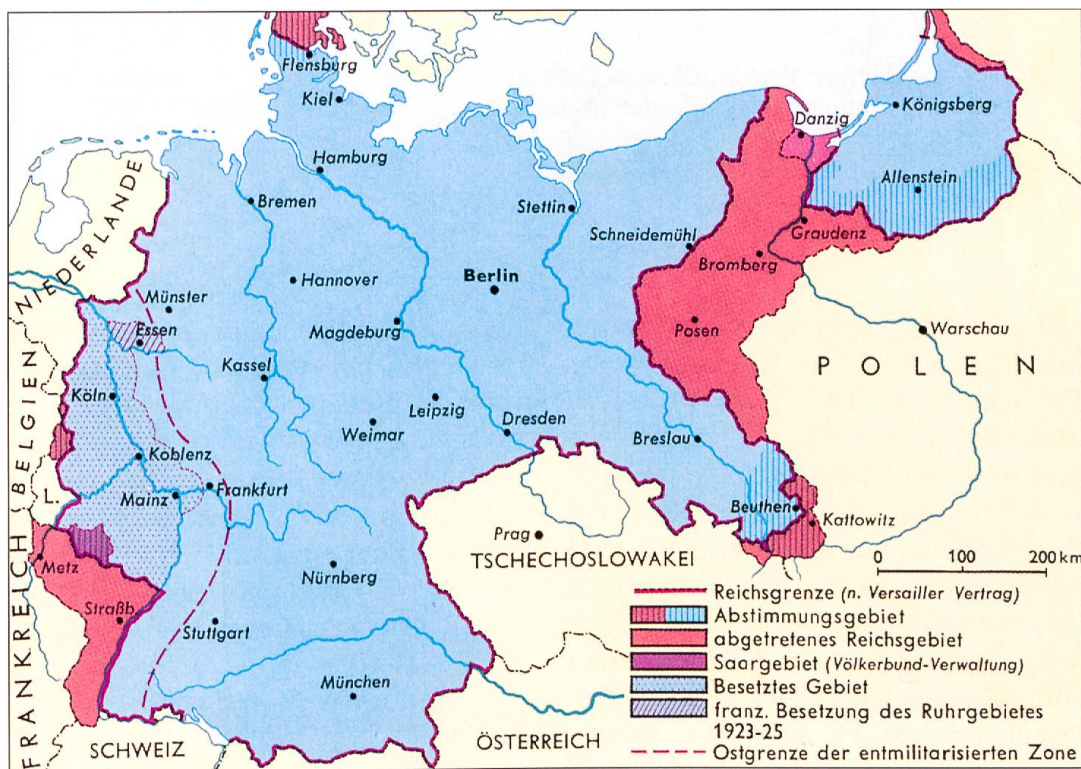 Flensburg
Kiel
Königsberg
Danzig
Hamburg
Allenstein
Bremen
Stettin
Graudenz
Schneidemühl
Bromberg
NIEDERLANDE
Hannover
Berlin
Münster
Magdeburg
Posen
Warschau
Essen
POLEN
Kassel
Köln
Leipzig
Weimar
Dresden
Breslau
BELGIEN
Koblenz
L.
Mainz
Frankfurt
Beuthen
Kattowitz
Prag
TSCHECHOSLOWAKEI
Metz
Nürnberg
FRANKREICH
Straßb.
Stuttgart
München
SCHWEIZ
ÖSTERREICH
0 100 200 km
Reichsgrenze (n. Versailler Vertrag)
Abstimmungsgebiet
abgetretenes Reichsgebiet
Saargebiet (Völkerbund-Verwaltung)
Besetztes Gebiet
franz. Besetzung des Ruhrgebietes
1923-25
Ostgrenze der entmilitarisierten Zone